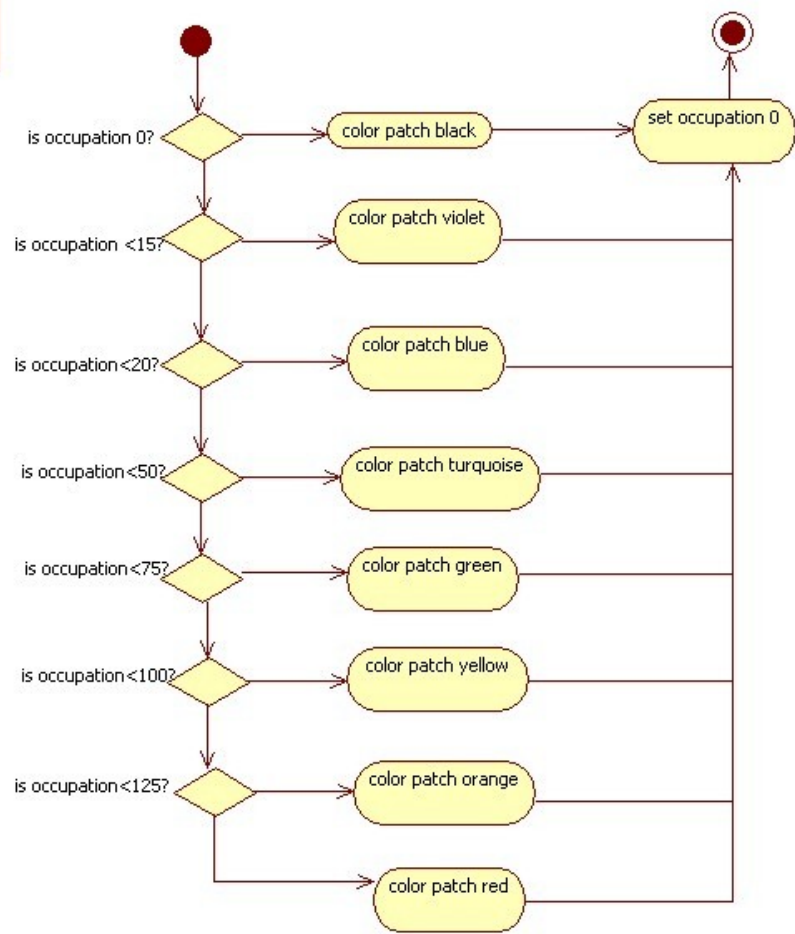 is occupation 0?
color patch black
set occupation 0
is occupation <15?
color patch violet
is occupation<20?
color patch blue
is occupation<50?
color patch turquoise
is occupation<75?
color patch green
is occupation<100?
color patch yellow
is occupation<125?
color patch orange
color patch red